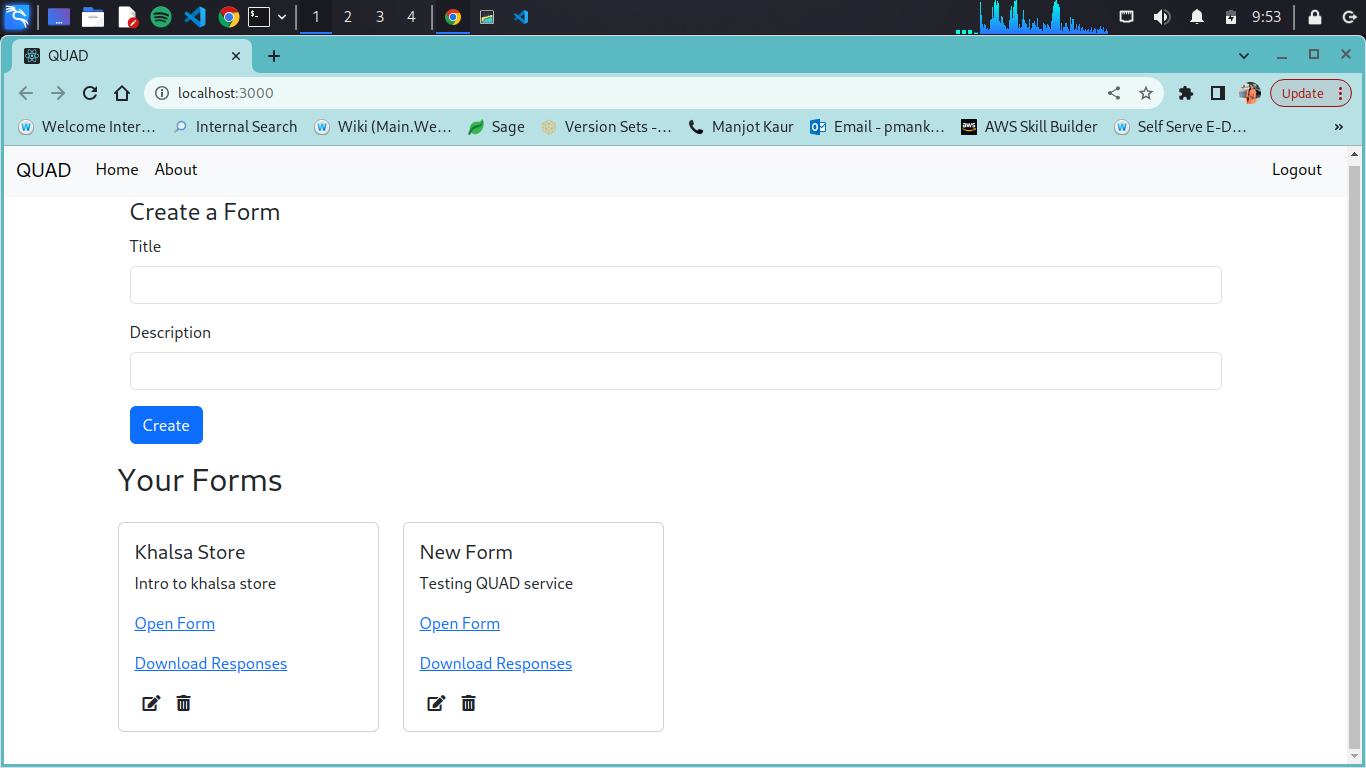 1 2 3 4 9:53
QUAD
localhost:3000 Update
Welcome Inter... Internal Search Wiki (Main.We... Sage Version Sets -... Manjot Kaur Email - pmank... aws AWS Skill Builder Self Serve E-D... »
QUAD Home About Logout
Create a Form
Title
Description
Create
Your Forms
Khalsa Store New Form
Intro to khalsa store Testing QUAD service
Open Form Open Form
Download Responses Download Responses